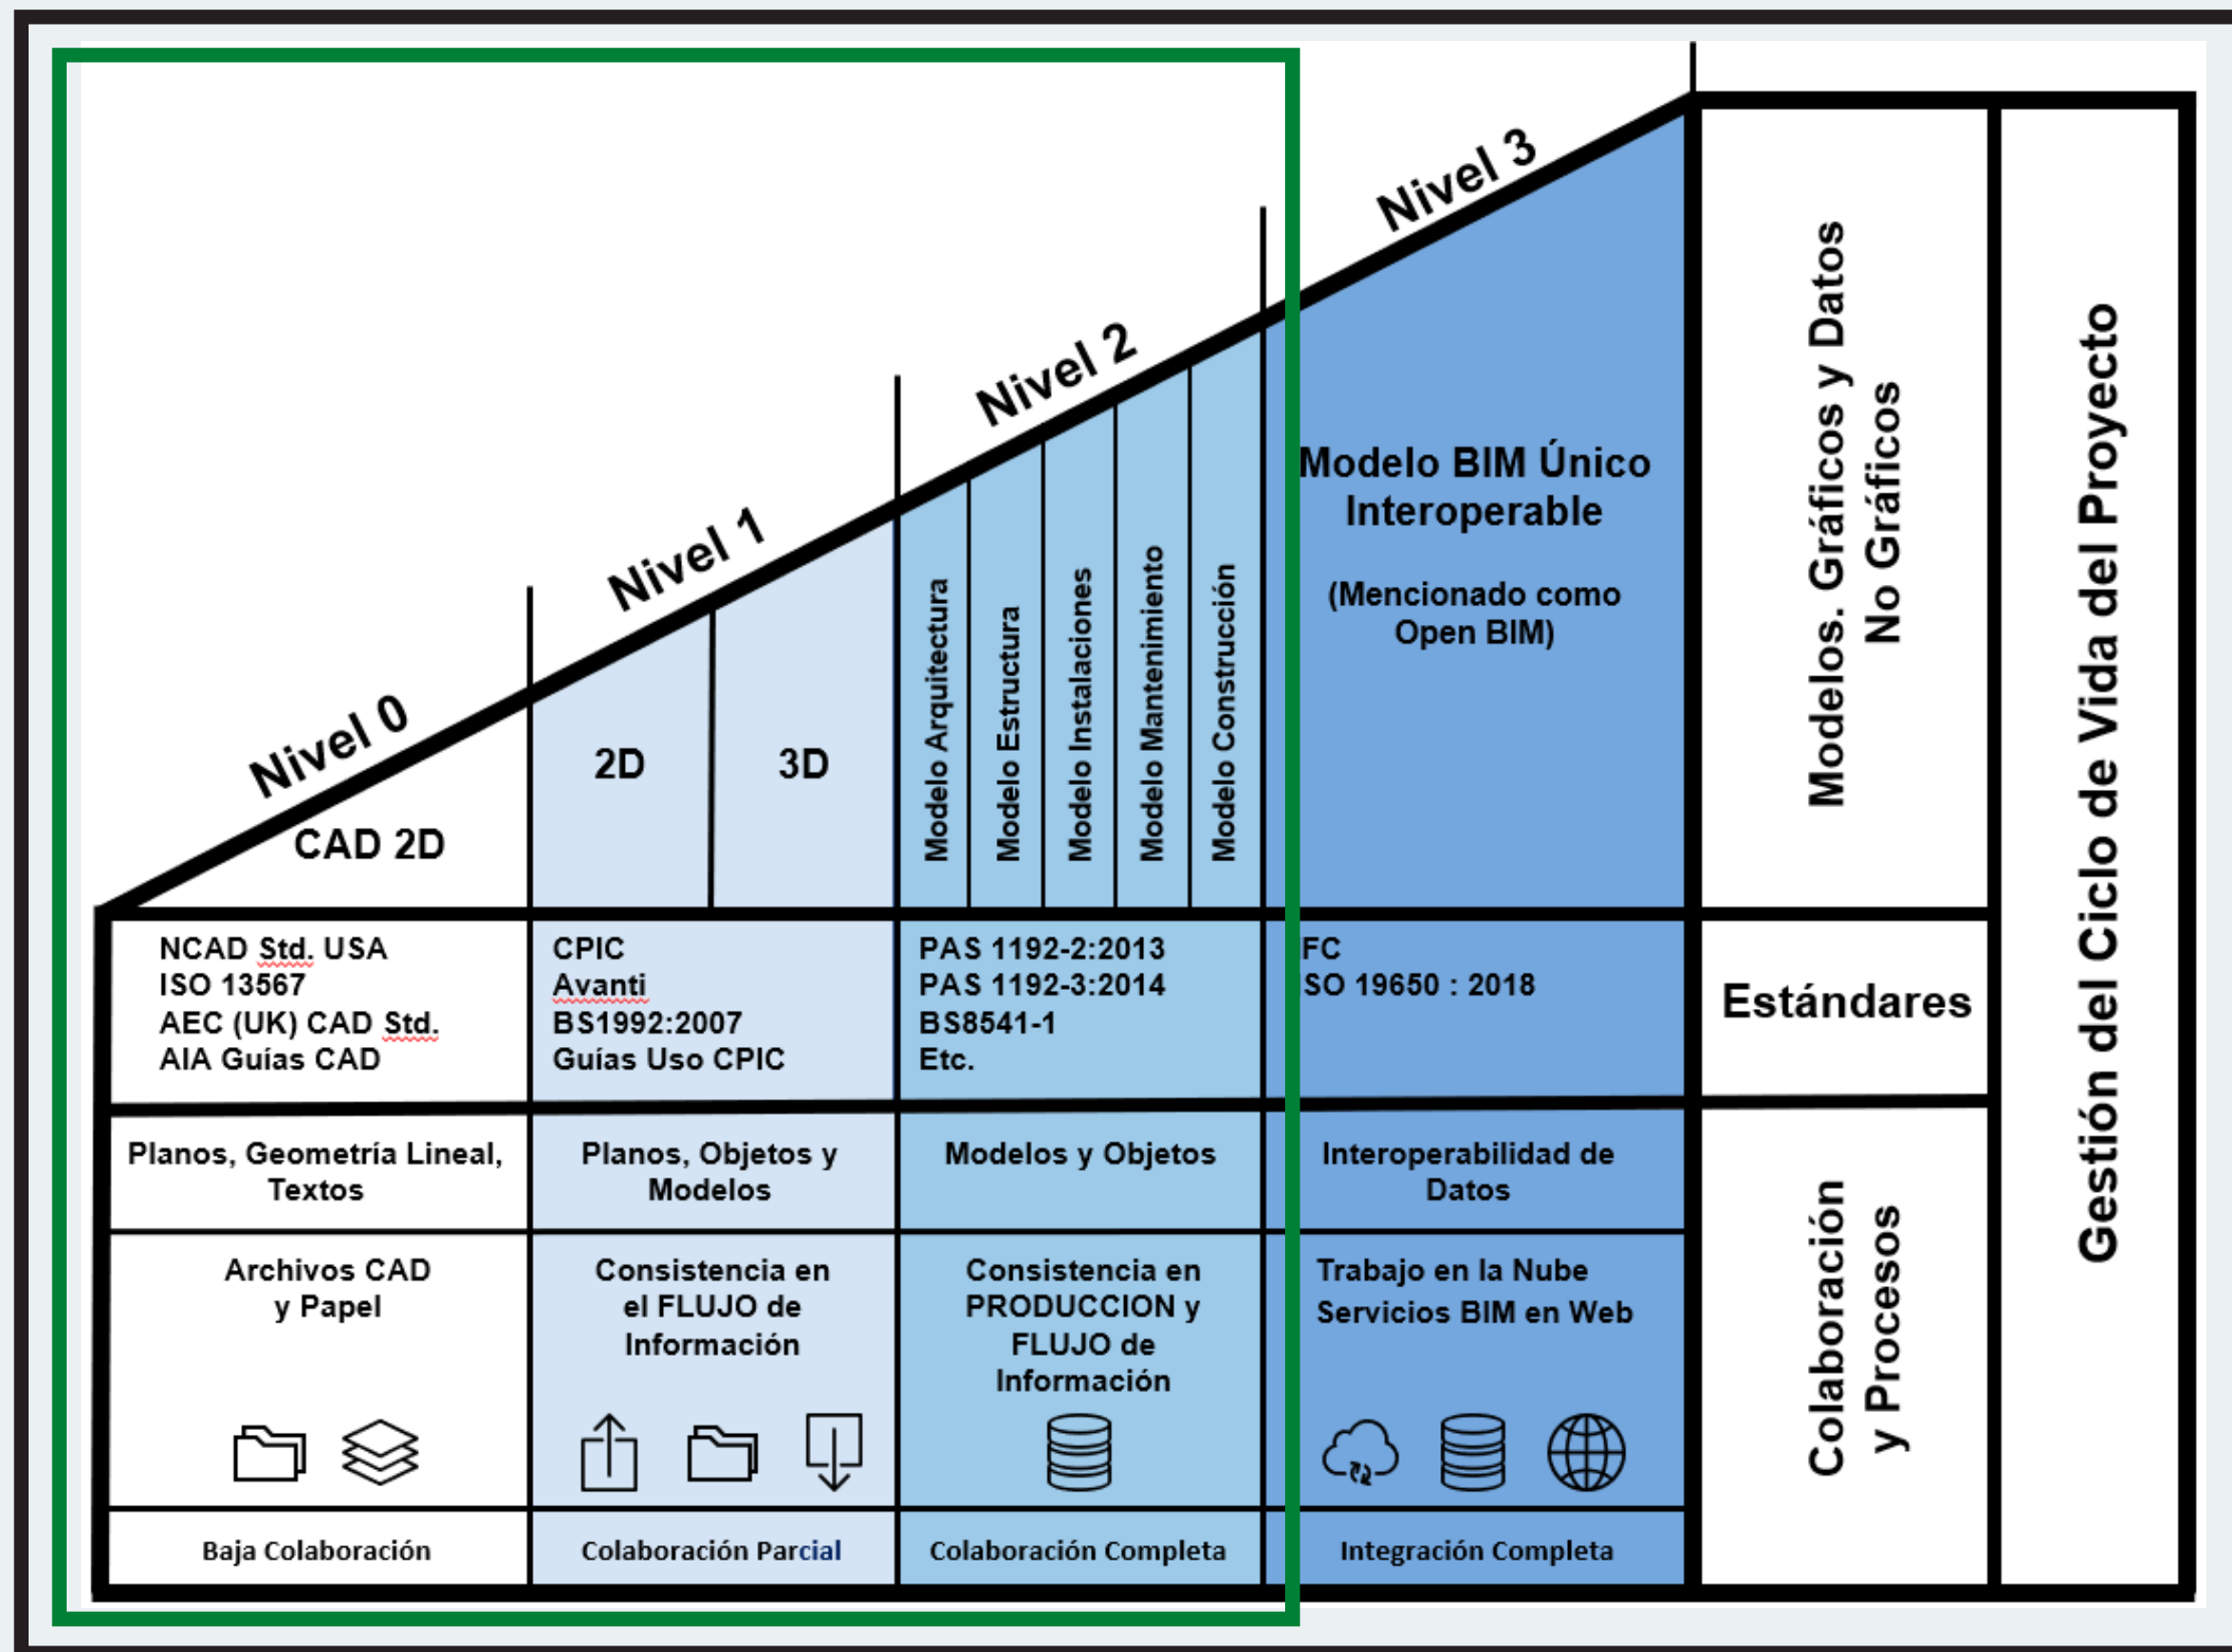 Nivel 0
CAD 2D
Nivel 1
2D
3D
Nivel 2
Modelo Arquitectura
Modelo Estructura
Modelo Instalaciones
Modelo Mantenimiento
Modelo Construcción
Nivel 3
Modelo BIM Único
Interoperable
(Mencionado como
Open BIM)
Modelos. Gráficos y Datos
No Gráficos
Gestión del Ciclo de Vida del Proyecto
NCAD Std. USA
ISO 13567
AEC (UK) CAD Std.
AIA Guías CAD
CPIC
Avanti
BS1992:2007
Guías Uso CPIC
PAS 1192-2:2013
PAS 1192-3:2014
BS8541-1
Etc.
FC
SO 19650 : 2018
Estándares
Planos, Geometría Lineal,
Textos
Planos, Objetos y
Modelos
Modelos y Objetos
Interoperabilidad de
Datos
Archivos CAD
y Papel
Consistencia en
el FLUJO de
Información
Consistencia en
PRODUCCION y
FLUJO de
Información
Trabajo en la Nube
Servicios BIM en Web
Colaboración
y Procesos
Baja Colaboración
Colaboración Parcial
Colaboración Completa
Integración Completa